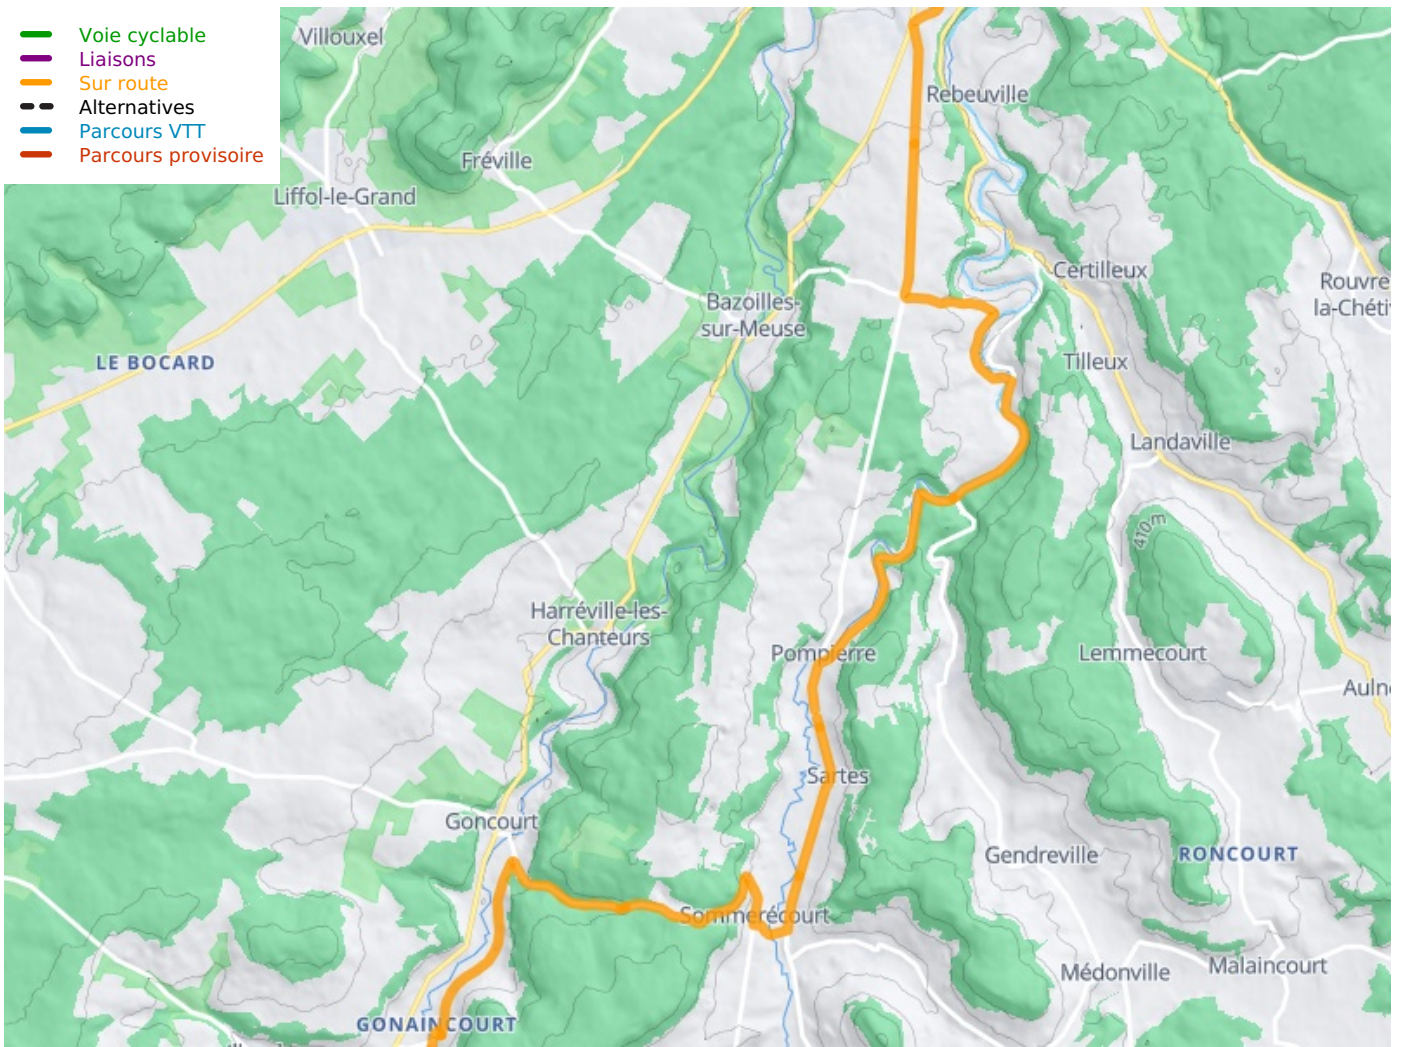 Voie cyclable
Liaisons
Sur route
Alternatives
Parcours VTT
Parcours provisoire
Villouxel
Rebeuville
Fréville
Liffol-le-Grand
Certilleux
Rouvre
la-Chéti
Bazoilles-
sur-Meuse
LE BOCARD
Tilleux
Landaville
410 m
Harréville-les-
Chanteurs
Pompierre
Lemmecourt
Auln
Sartes
Goncourt
Gendreville
RONCOURT
Sommerécourt
Médonville
Malaincourt
GONAINCOURT